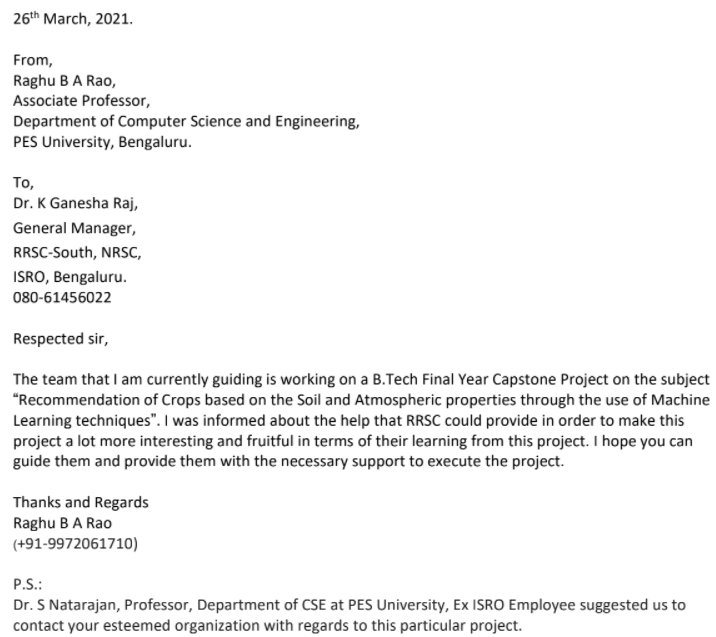 26th March, 2021.
From,
Raghu B A Rao,
Associate Professor,
Department of Computer Science and Engineering,
PES University, Bengaluru.
To,
Dr. K Ganesha Raj,
General Manager,
RRSC-South, NRSC,
ISRO, Bengaluru.
080-61456022
Respected sir,
The team that I am currently guiding is working on a B.Tech Final Year Capstone Project on the subject
“Recommendation of Crops based on the Soil and Atmospheric properties through the use of Machine
Learning techniques”. I was informed about the help that RRSC could provide in order to make this
project a lot more interesting and fruitful in terms of their learning from this project. I hope you can
guide them and provide them with the necessary support to execute the project.
Thanks and Regards
Raghu B A Rao
(+91-9972061710)
P.S.:
Dr. S Natarajan, Professor, Department of CSE at PES University, Ex ISRO Employee suggested us to
contact your esteemed organization with regards to this particular project.